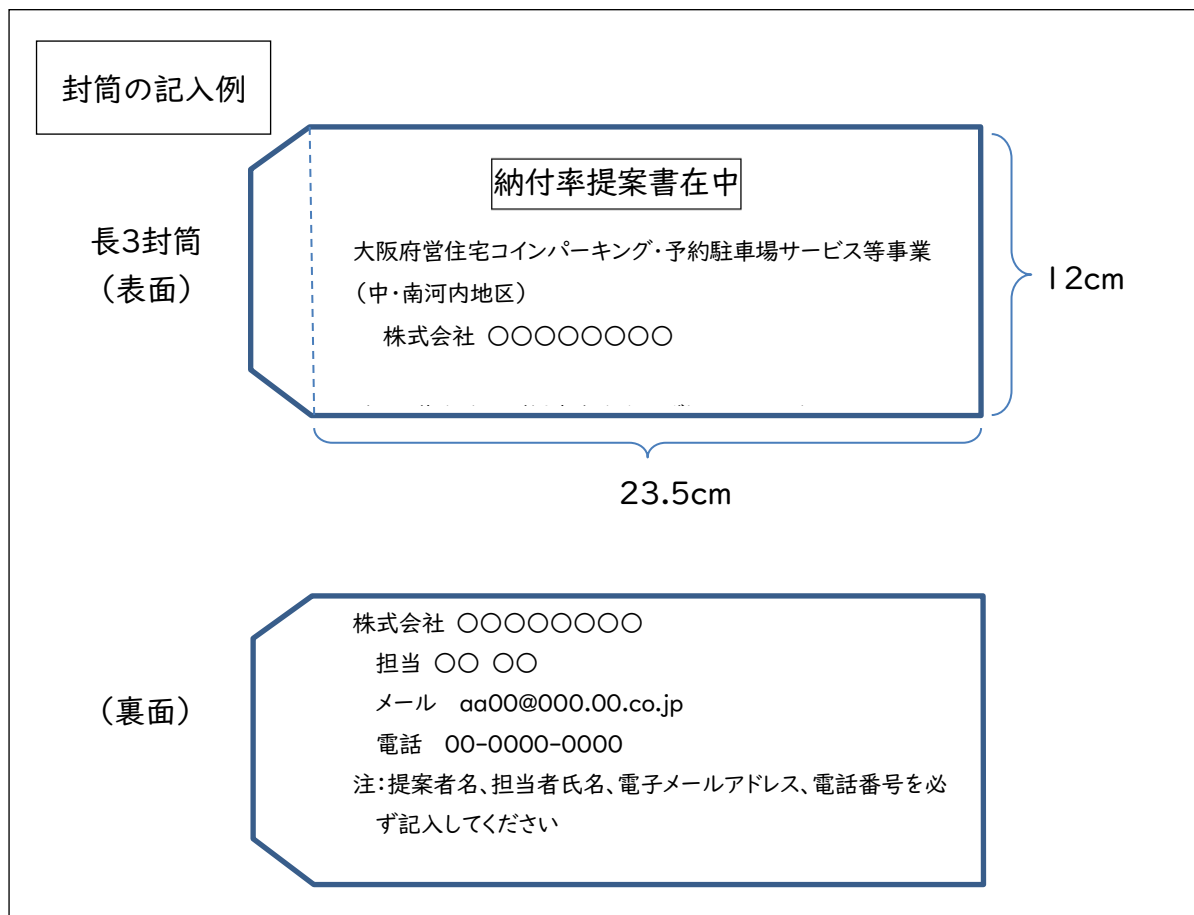 封筒の記入例
納付率提案書在中
長3封筒
（表面）
大阪府営住宅コインパーキング・予約駐車場サービス等事業
（中・南河内地区）
株式会社 ○○○○○○○○
12cm
23.5cm
（裏面）
株式会社 ○○○○○○○○
担当 ○○ ○○
メール　aa00@000.00.co.jp
電話　00-0000-0000
注：提案者名、担当者氏名、電子メールアドレス、電話番号を必
ず記入してください